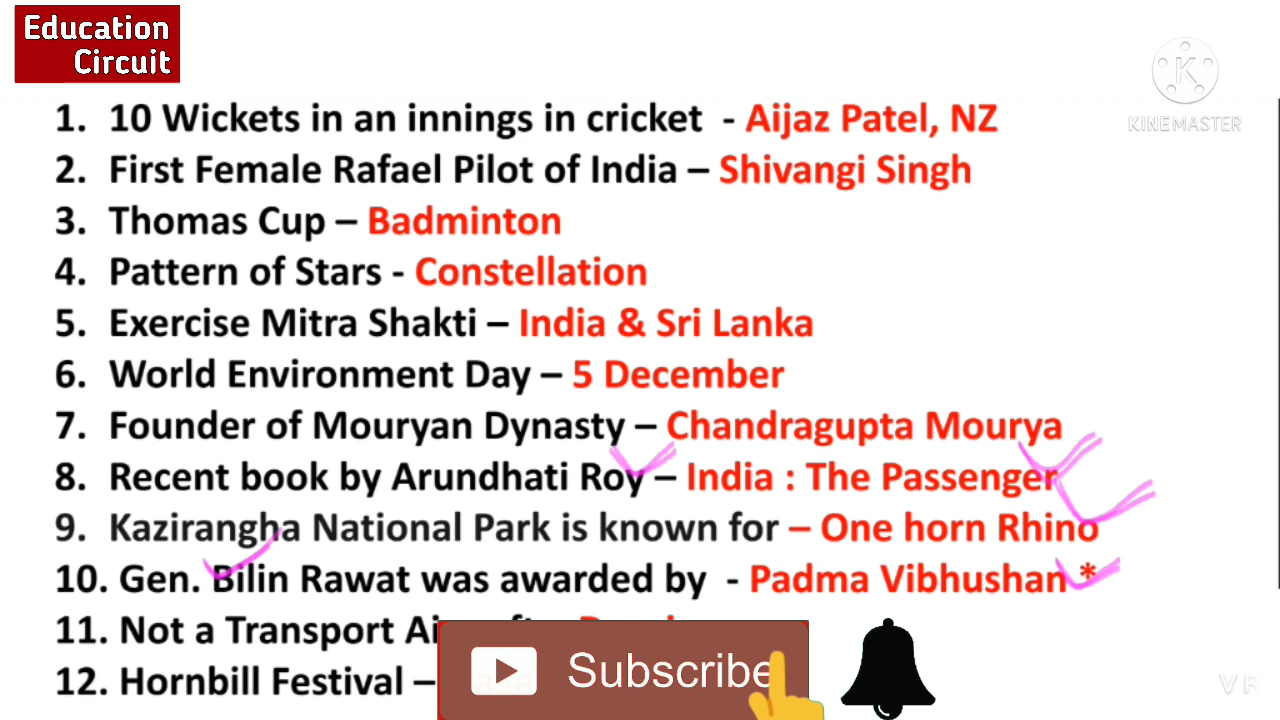 Education
Circuit
KINEMASTER
1. 10 Wickets in an innings in cricket - Aijaz Patel, NZ
2. First Female Rafael Pilot of India – Shivangi Singh
3. Thomas Cup – Badminton
4. Pattern of Stars - Constellation
5. Exercise Mitra Shakti – India & Sri Lanka
6. World Environment Day – 5 December
7. Founder of Mouryan Dynasty – Chandragupta Mourya
8. Recent book by Arundhati Roy – India : The Passenger
9. Kazirangha National Park is known for – One horn Rhino
10. Gen. Bilin Rawat was awarded by - Padma Vibhushan *
11. Not a Transport
12. Hornbill Festival –
Subscribe
VR